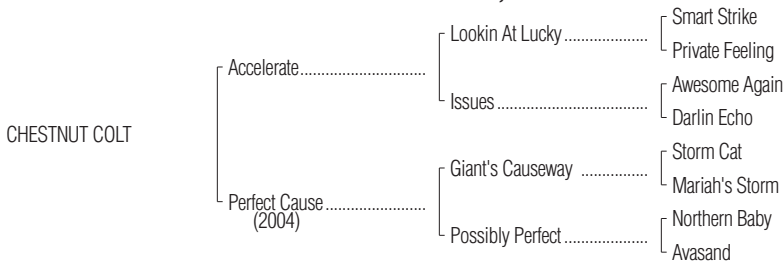 Smart Strike
Lookin At Lucky ....................
Private Feeling
Accelerate..............................
Awesome Again
Issues ....................................
Darlin Echo
CHESTNUT COLT
Storm Cat
Giant's Causeway ................
Mariah's Storm
Perfect Cause........................
(2004)
Northern Baby
Possibly Perfect ....................
Avasand